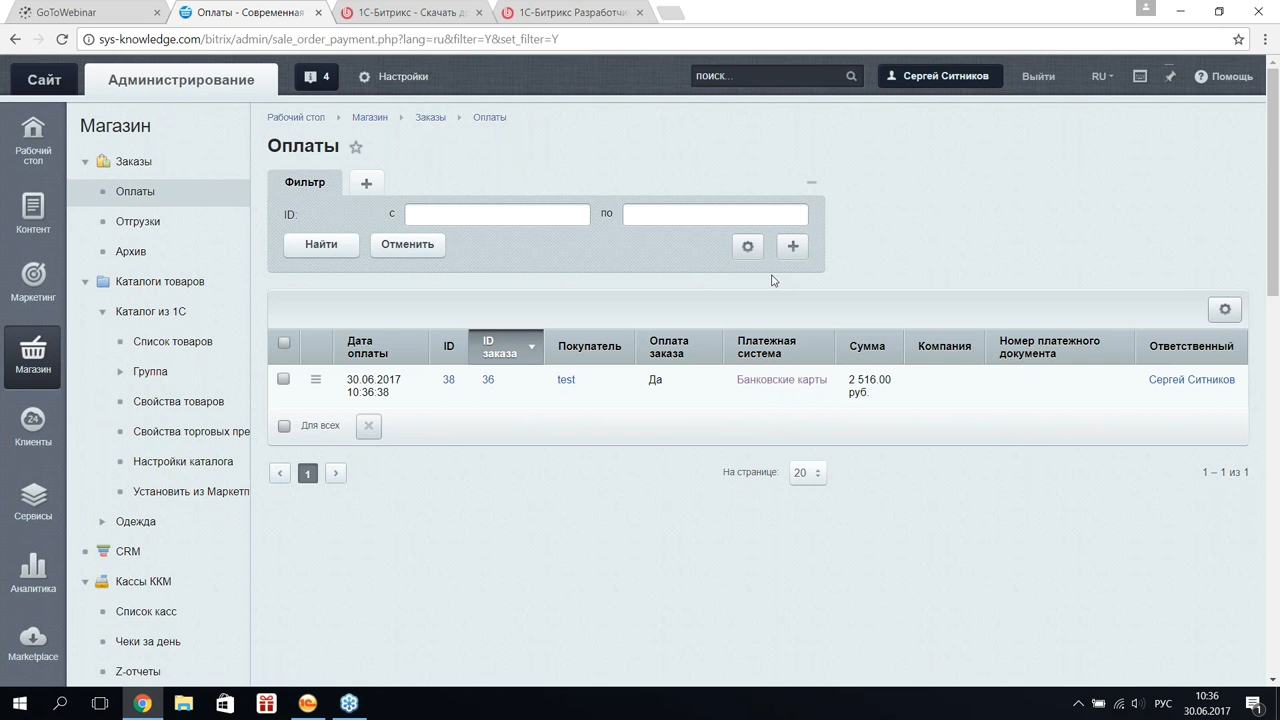 GoToWebinar
Оплаты - Современная
1С-Битрикс - Скачать д
1С-Битрикс Разработчи
sys-knowledge.com/bitrix/admin/sale_order_payment.php?lang=ru&filter=Y&set_filter=Y
Сайт
Администрирование
4
Настройки
поиск...
Сергей Ситников
Выйти
RU
Помощь
Рабочий
стол
Контент
Маркетинг
Магазин
24
Клиенты
Сервисы
Аналитика
Marketplace
Магазин
Заказы
Оплаты
Отгрузки
Архив
Каталоги товаров
Каталог из 1С
Список товаров
Группа
Свойства товаров
Свойства торговых пре
Настройки каталога
Установить из Маркетп
Одежда
CRM
Кассы ККМ
Список касс
Чеки за день
Z-отчеты
Рабочий стол Магазин Заказы Оплаты
Оплаты
Фильтр
ID: с по
Найти Отменить
Дата оплаты ID ID заказа Покупатель Оплата заказа Платежная система Сумма Компания Номер платежного документа Ответственный
30.06.2017 10:36:38 38 36 test Да Банковские карты 2 516.00 руб. Сергей Ситников
Для всех
1
На странице: 20
1 – 1 из 1
1С
РУС
10:36
30.06.2017
1